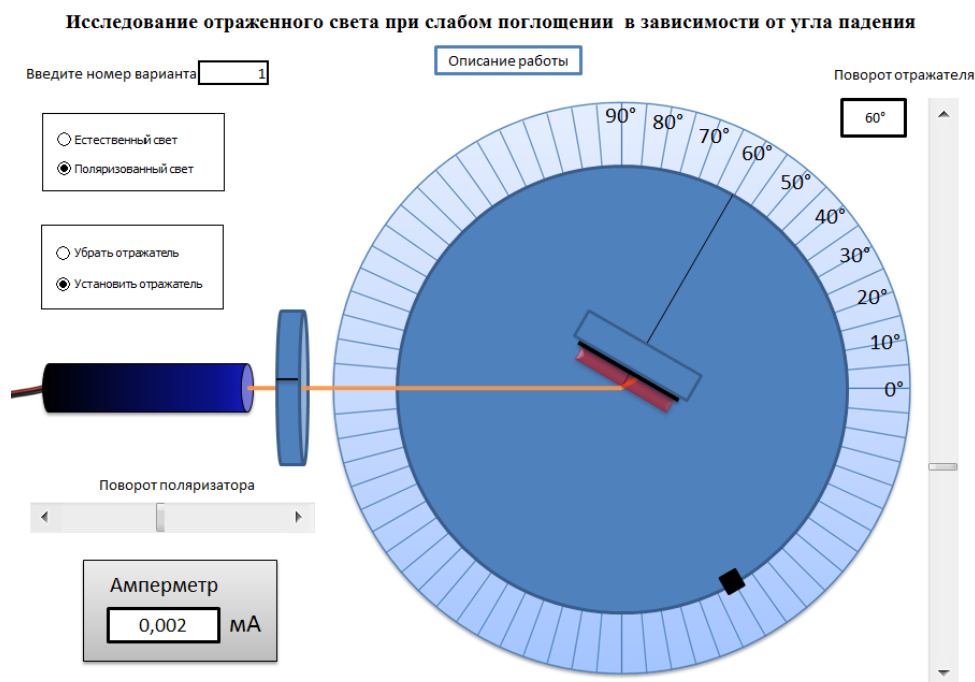 Исследование отраженного света при слабом поглощении в зависимости от угла падения
Введите номер варианта 1
Описание работы
Поворот отражателя
60°
Естественный свет
Поляризованный свет
Убрать отражатель
Установить отражатель
90°
80°
70°
60°
50°
40°
30°
20°
10°
0°
Поворот поляризатора
Амперметр
0,002 мА